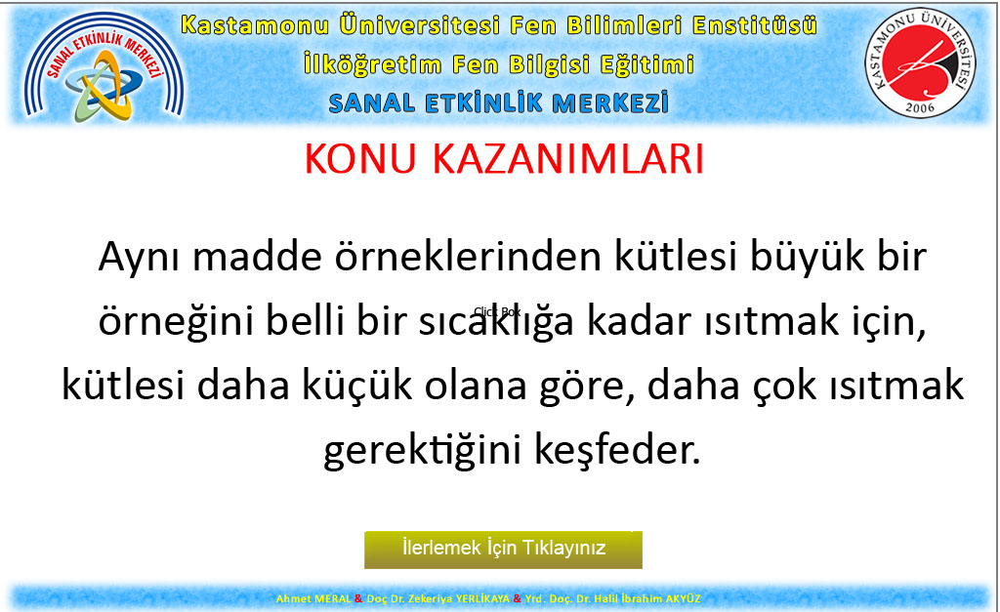 Kastamonu Üniversitesi Fen Bilimleri Enstitüsü
İlköğretim Fen Bilgisi Eğitimi
SANAL ETKİNLİK MERKEZİ
SANAL ETKİNLİK MERKEZİ
KASTAMONU ÜNİVERSİTESİ
2006
KONU KAZANIMLARI
Aynı madde örneklerinden kütlesi büyük bir
örneğini belli bir sıcaklığa kadar ısıtmak için,
Click Box
kütlesi daha küçük olana göre, daha çok ısıtmak
gerektiğini keşfeder.
İlerlemek İçin Tıklayınız
Ahmet MERAL & Doç Dr. Zekeriya YERLİKAYA & Yrd. Doç. Dr. Halil İbrahim AKYÜZ